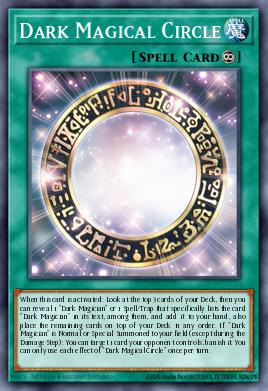 DARK MAGICAL CIRCLE 魔
[SPELL CARD]
When this card is activated: Look at the top 3 cards of your Deck, then you
can reveal 1 "Dark Magician" or 1 Spell/Trap that specifically lists the card
"Dark Magician" in its text, among them, and add it to your hand, also
place the remaining cards on top of your Deck in any order. If "Dark
Magician" is Normal or Special Summoned to your field (except during the
Damage Step): You can target 1 card your opponent controls; banish it. You
can only use each effect of "Dark Magical Circle" once per turn.